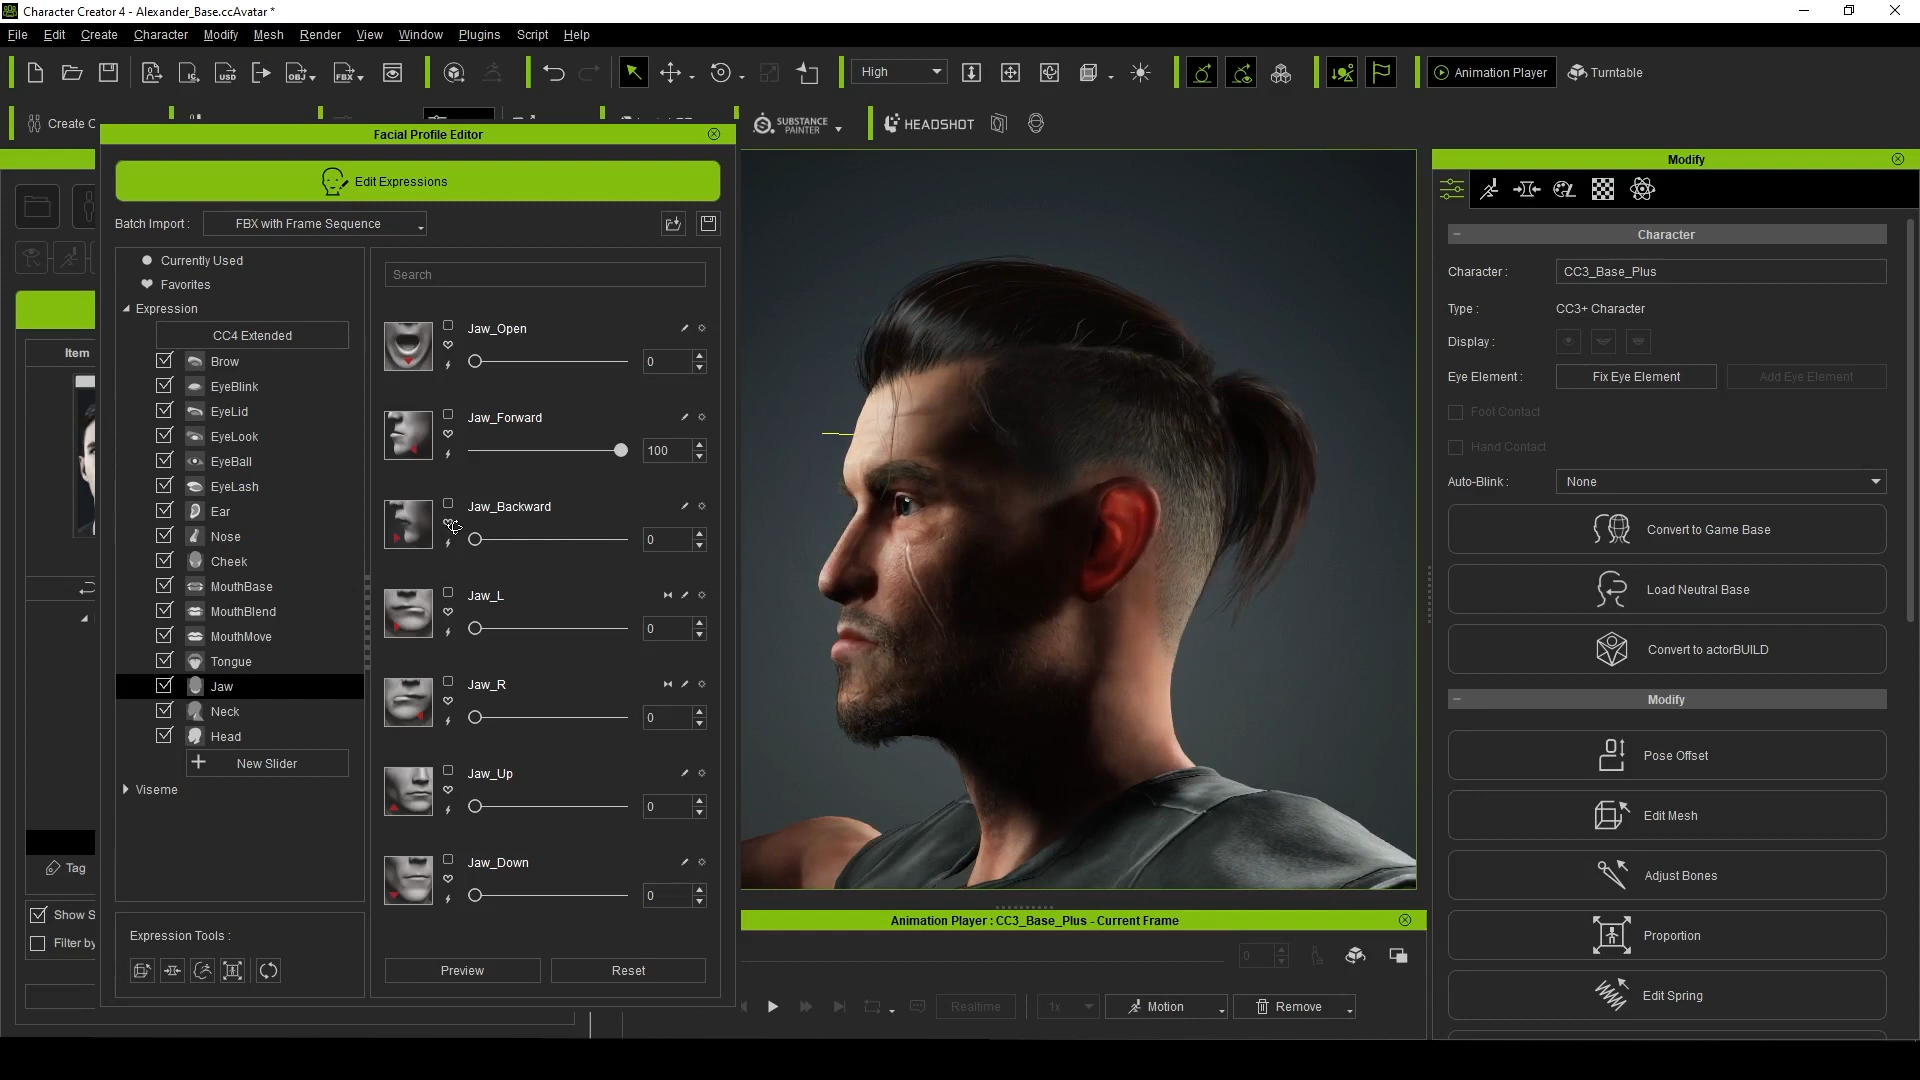 Character Creator 4 - Alexander_Base.ccAvatar *
File Edit Create Character Modify Mesh Render View Window Plugins Script Help
USD OBJ FBX High Animation Player Turntable
Create C
SUBSTANCE PAINTER HEADSHOT
Facial Profile Editor
Edit Expressions
Batch Import : FBX with Frame Sequence
Currently Used
Favorites
Expression
CC4 Extended
Brow
EyeBlink
EyeLid
EyeLook
EyeBall
EyeLash
Ear
Nose
Cheek
MouthBase
MouthBlend
MouthMove
Tongue
Jaw
Neck
Head
New Slider
Viseme
Expression Tools :
Search
Jaw_Open
0
Jaw_Forward
100
Jaw_Backward
0
Jaw_L
0
Jaw_R
0
Jaw_Up
0
Jaw_Down
0
Preview Reset
Item
Tag
Show S
Filter by
Animation Player : CC3_Base_Plus - Current Frame
0
Realtime 1x Motion Remove
Modify
Character
Character : CC3_Base_Plus
Type : CC3+ Character
Display :
Eye Element : Fix Eye Element Add Eye Element
Foot Contact
Hand Contact
Auto-Blink : None
Convert to Game Base
Load Neutral Base
Convert to actorBUILD
Modify
Pose Offset
Edit Mesh
Adjust Bones
Proportion
Edit Spring